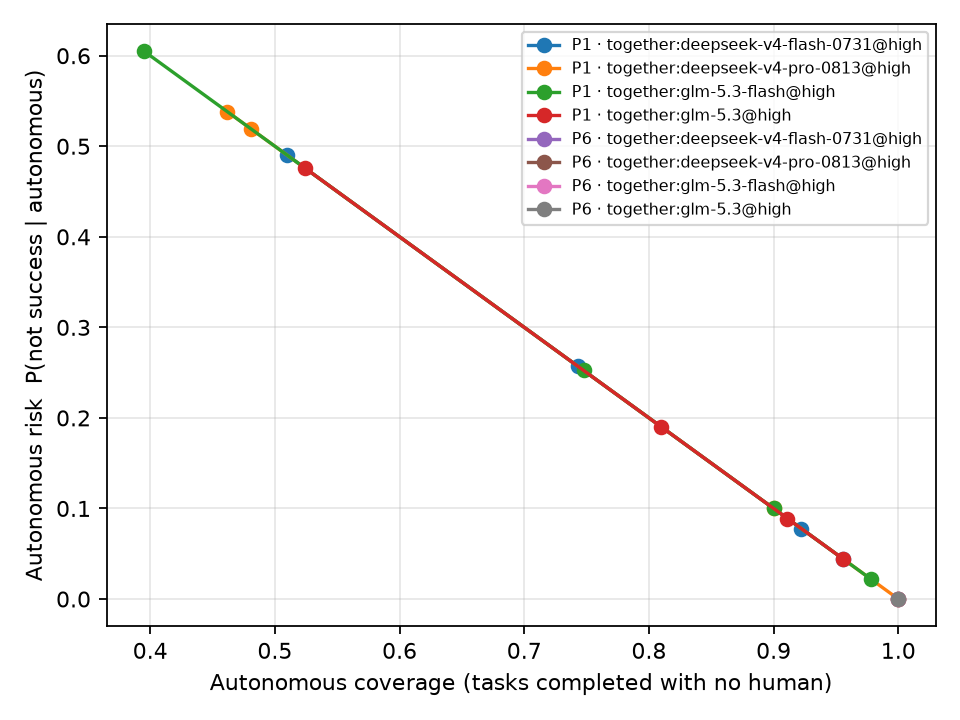 P1 · together:deepseek-v4-flash-0731@high
P1 · together:deepseek-v4-pro-0813@high
P1 · together:glm-5.3-flash@high
P1 · together:glm-5.3@high
P6 · together:deepseek-v4-flash-0731@high
P6 · together:deepseek-v4-pro-0813@high
P6 · together:glm-5.3-flash@high
P6 · together:glm-5.3@high
Autonomous risk P(not success | autonomous)
0.6
0.5
0.4
0.3
0.2
0.1
0.0
0.4 0.5 0.6 0.7 0.8 0.9 1.0
Autonomous coverage (tasks completed with no human)